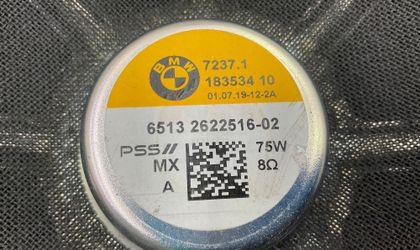 BMW
7237.1
183534 10
01.07.19-12-2A
6513 2622516-02
PSS// 75W
MX 8Ω
A